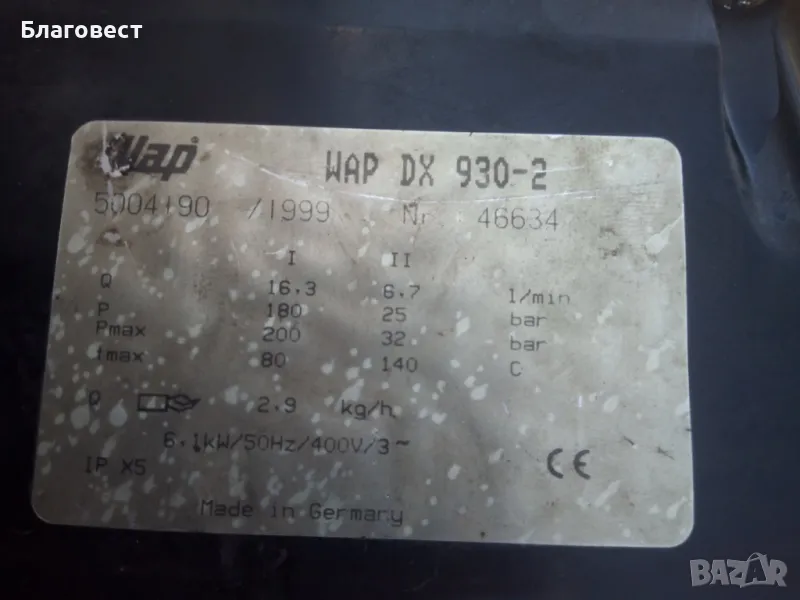 Благовест
Wap
WAP DX 930-2
5004190 /1999 Nr 46634
I II
Q 16,3 6,7 l/min
P 180 25 bar
Pmax 200 32 bar
tmax 80 140 C
Q 2.9 kg/h
6,1kW/50Hz/400V/3~
IP X5
CE
Made in Germany
BAZAR